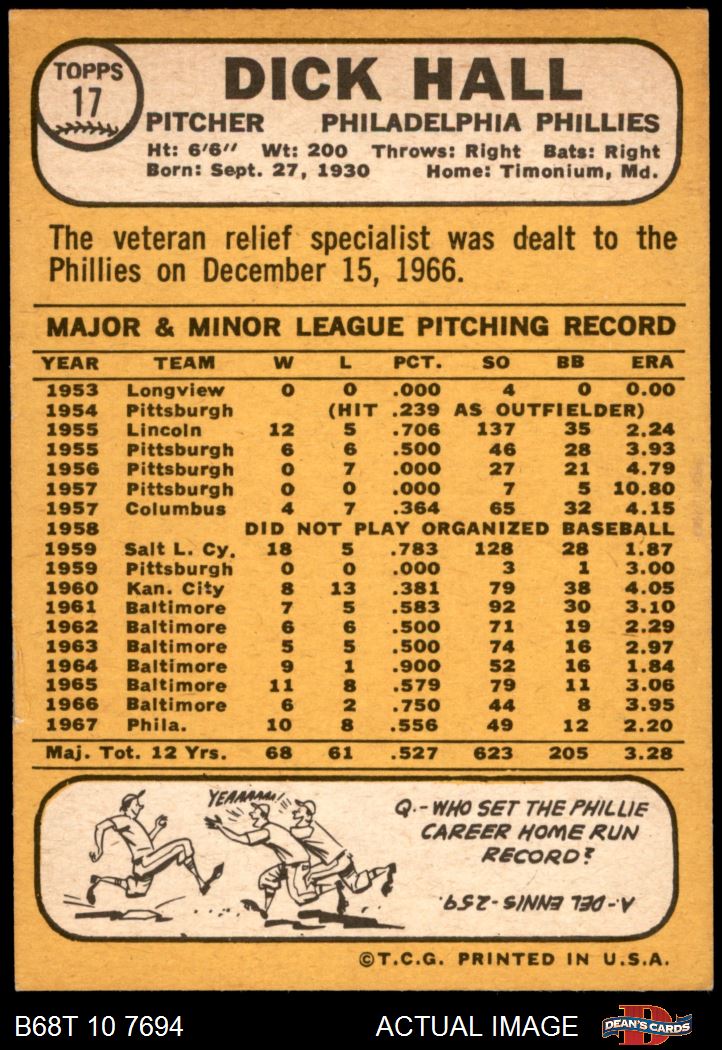 TOPPS
17
DICK HALL
PITCHER PHILADELPHIA PHILLIES
Ht: 6'6" Wt: 200 Throws: Right Bats: Right
Born: Sept. 27, 1930 Home: Timonium, Md.
The veteran relief specialist was dealt to the
Phillies on December 15, 1966.
MAJOR & MINOR LEAGUE PITCHING RECORD
YEAR TEAM W L PCT. SO BB ERA
1953 Longview 0 0 .000 4 0 0.00
1954 Pittsburgh (HIT .239 AS OUTFIELDER)
1955 Lincoln 12 5 .706 137 35 2.24
1955 Pittsburgh 6 6 .500 46 28 3.93
1956 Pittsburgh 0 7 .000 27 21 4.79
1957 Pittsburgh 0 0 .000 7 5 10.80
1957 Columbus 4 7 .364 65 32 4.15
1958 DID NOT PLAY ORGANIZED BASEBALL
1959 Salt L. Cy. 18 5 .783 128 28 1.87
1959 Pittsburgh 0 0 .000 3 1 3.00
1960 Kan. City 8 13 .381 79 38 4.05
1961 Baltimore 7 5 .583 92 30 3.10
1962 Baltimore 6 6 .500 71 19 2.29
1963 Baltimore 5 5 .500 74 16 2.97
1964 Baltimore 9 1 .900 52 16 1.84
1965 Baltimore 11 8 .579 79 11 3.06
1966 Baltimore 6 2 .750 44 8 3.95
1967 Phila. 10 8 .556 49 12 2.20
Maj. Tot. 12 Yrs. 68 61 .527 623 205 3.28
YEAAAAAA!
Q.-WHO SET THE PHILLIE
CAREER HOME RUN
RECORD?
A.-DEL ENNIS-259.
©T.C.G. PRINTED IN U.S.A.
B68T 10 7694 ACTUAL IMAGE DEAN'S CARDS